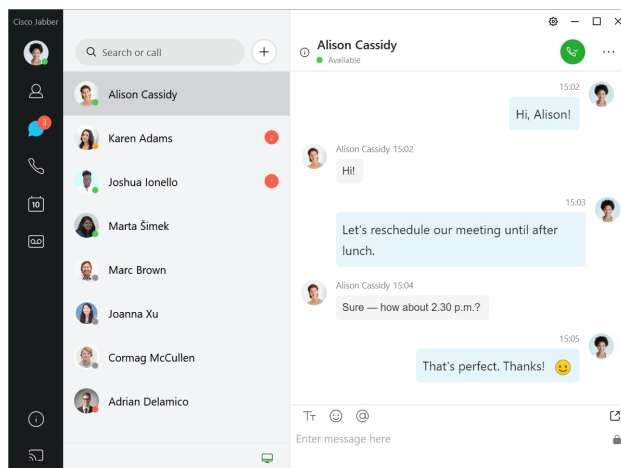 Cisco Jabber
3
10
Search or call
Alison Cassidy
Karen Adams
2
Joshua Ionello
1
Marta Šimek
Marc Brown
Joanna Xu
Cormag McCullen
Adrian Delamico
Alison Cassidy
Available
15:02
Hi, Alison!
Alison Cassidy 15:02
Hi!
15:03
Let's reschedule our meeting until after
lunch.
Alison Cassidy 15:04
Sure — how about 2.30 p.m.?
15:05
That's perfect. Thanks!
TT
@
Enter message here